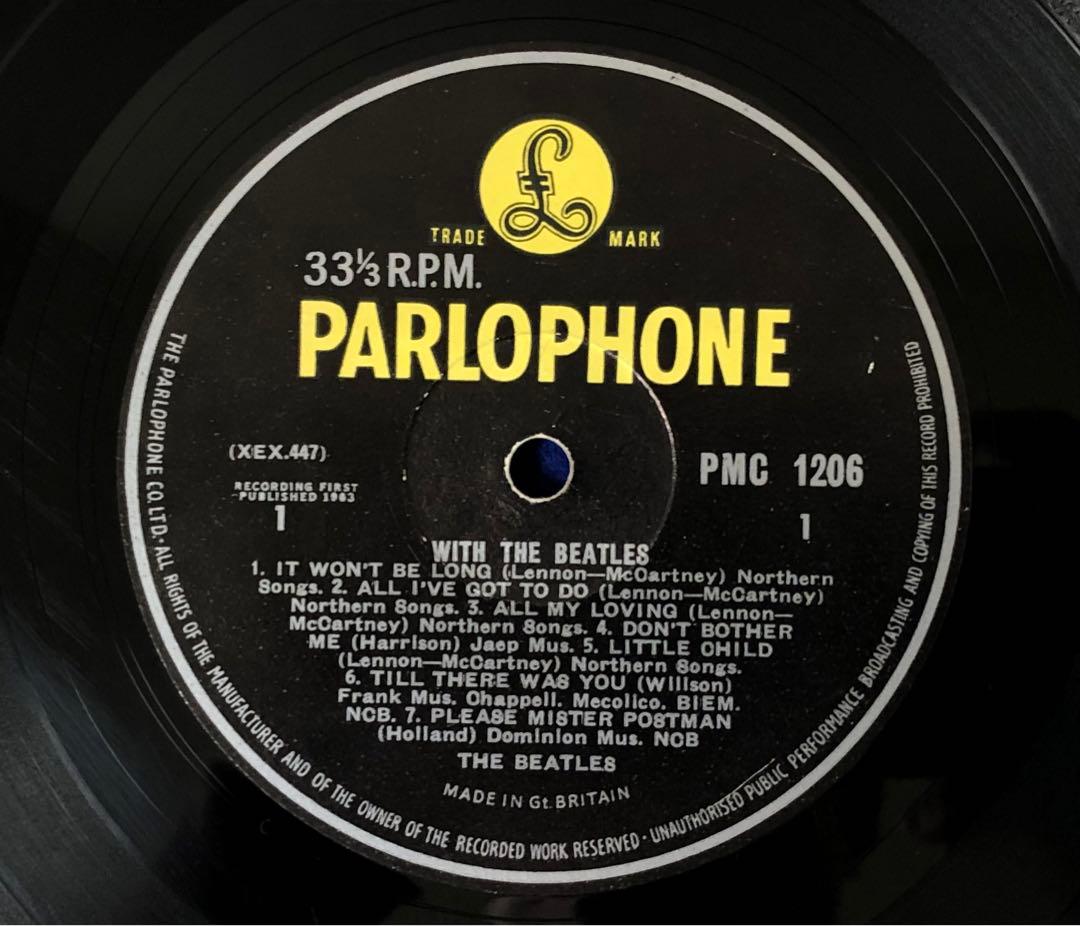 £
TRADE MARK
33⅓ R.P.M.
PARLOPHONE
(XEX.447)
PMC 1206
RECORDING FIRST
PUBLISHED 1963
1
1
WITH THE BEATLES
1. IT WON'T BE LONG (Lennon—McCartney) Northern
Songs. 2. ALL I'VE GOT TO DO (Lennon—McCartney)
Northern Songs. 3. ALL MY LOVING (Lennon—
McCartney) Northern Songs. 4. DON'T BOTHER
ME (Harrison) Jaep Mus. 5. LITTLE CHILD
(Lennon—McCartney) Northern Songs.
6. TILL THERE WAS YOU (Willson)
Frank Mus. Chappell. Mecolico. BIEM.
NCB. 7. PLEASE MISTER POSTMAN
(Holland) Dominion Mus. NCB
THE BEATLES
MADE IN Gt. BRITAIN
THE PARLOPHONE CO. LTD. · ALL RIGHTS OF THE MANUFACTURER AND OF THE OWNER OF THE RECORDED WORK RESERVED · UNAUTHORISED PUBLIC PERFORMANCE BROADCASTING AND COPYING OF THIS RECORD PROHIBITED